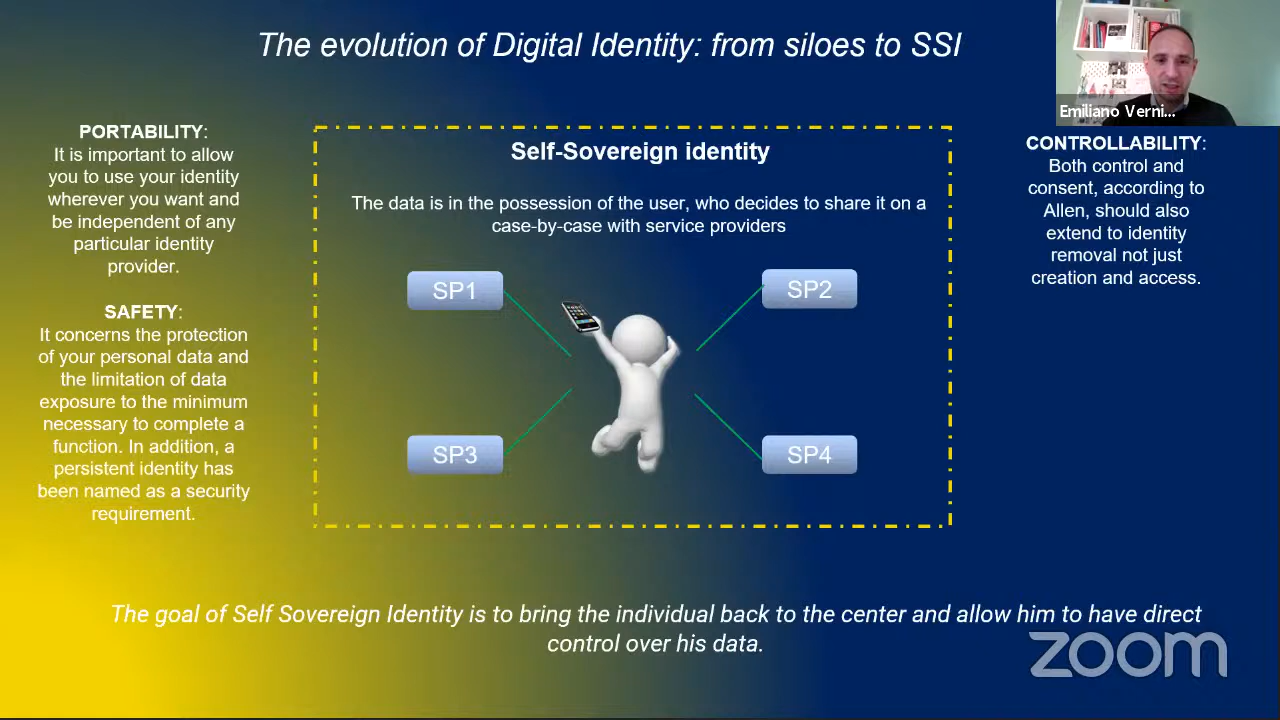 The evolution of Digital Identity: from siloes to SSI
Emiliano Verni...
PORTABILITY:
It is important to allow
you to use your identity
wherever you want and
be independent of any
particular identity
provider.
SAFETY:
It concerns the protection
of your personal data and
the limitation of data
exposure to the minimum
necessary to complete a
function. In addition, a
persistent identity has
been named as a security
requirement.
Self-Sovereign identity
The data is in the possession of the user, who decides to share it on a
case-by-case with service providers
SP1
SP2
SP3
SP4
CONTROLLABILITY:
Both control and
consent, according to
Allen, should also
extend to identity
removal not just
creation and access.
The goal of Self Sovereign Identity is to bring the individual back to the center and allow him to have direct
control over his data.
zoom